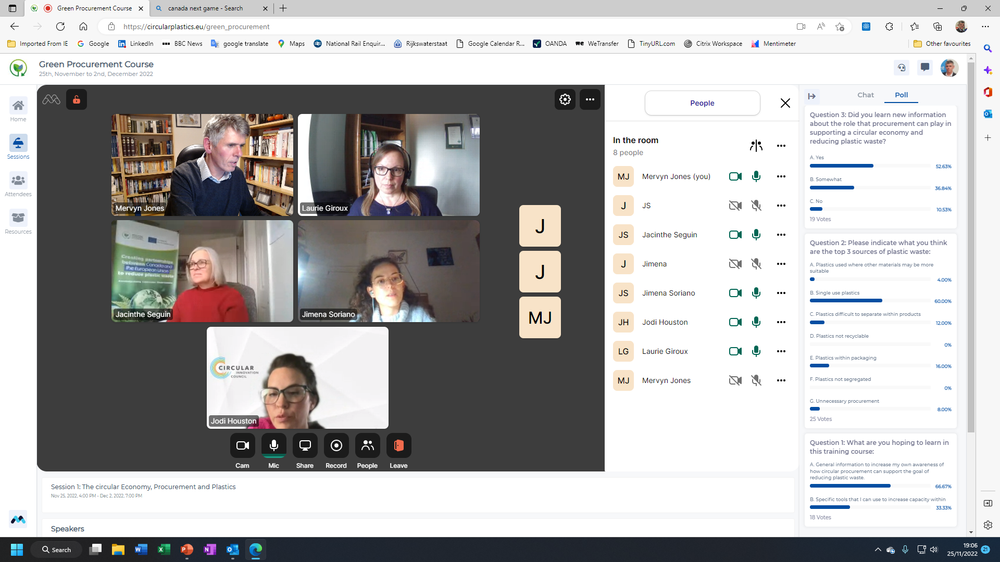 Green Procurement Course
canada next game - Search
https://circularplastics.eu/green_procurement
Imported From IE
Google
LinkedIn
BBC News
google translate
Maps
National Rail Enquir...
Rijkswaterstaat
Google Calendar R...
OANDA
WeTransfer
TinyURL.com
Citrix Workspace
Mentimeter
Other favourites
Green Procurement Course
25th, November to 2nd, December 2022
Home
Sessions
Attendees
Resources
Mervyn Jones
Laurie Giroux
Creating partnerships
between Canada and
the European Union
to reduce plastic waste
Jacinthe Seguin
Jimena Soriano
CIRCULAR
INNOVATION
COUNCIL
Jodi Houston
J
J
MJ
Cam
Mic
Share
Record
People
Leave
People
In the room
8 people
MJ Mervyn Jones (you)
J JS
JS Jacinthe Seguin
J Jimena
JS Jimena Soriano
JH Jodi Houston
LG Laurie Giroux
MJ Mervyn Jones
Chat
Poll
Question 3: Did you learn new information
about the role that procurement can play in
supporting a circular economy and
reducing plastic waste?
A. Yes
52.63%
B. Somewhat
36.84%
C. No
10.53%
19 Votes
Question 2: Please indicate what you think
are the top 3 sources of plastic waste:
A. Plastics used where other materials may be more
suitable
4.00%
B. Single use plastics
60.00%
C. Plastics difficult to separate within products
12.00%
D. Plastics not recyclable
0%
E. Plastics within packaging
16.00%
F. Plastics not segregated
0%
G. Unnecessary procurement
8.00%
25 Votes
Question 1: What are you hoping to learn in
this training course:
A. General information to increase my own awareness of
how circular procurement can support the goal of
reducing plastic waste.
66.67%
B. Specific tools that I can use to increase capacity within
33.33%
18 Votes
Session 1: The circular Economy, Procurement and Plastics
Nov 25, 2022, 4:00 PM - Dec 2, 2022, 7:00 PM
Speakers
Search
19:06
25/11/2022
21